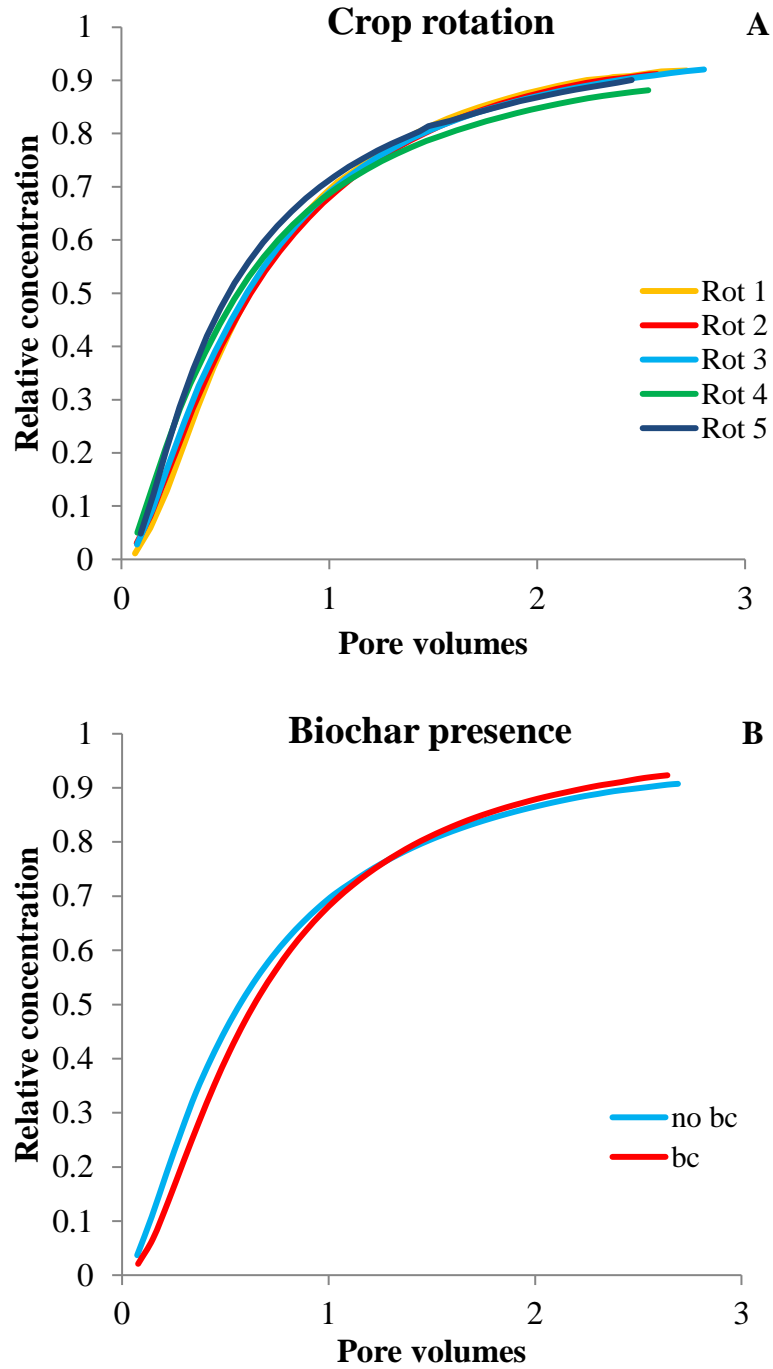 Crop rotation
A
1
0.9
0.8
0.7
0.6
0.5
0.4
0.3
0.2
0.1
0
Relative concentration
Rot 1
Rot 2
Rot 3
Rot 4
Rot 5
0 1 2 3
Pore volumes
Biochar presence
B
1
0.9
0.8
0.7
0.6
0.5
0.4
0.3
0.2
0.1
0
Relative concentration
no bc
bc
0 1 2 3
Pore volumes